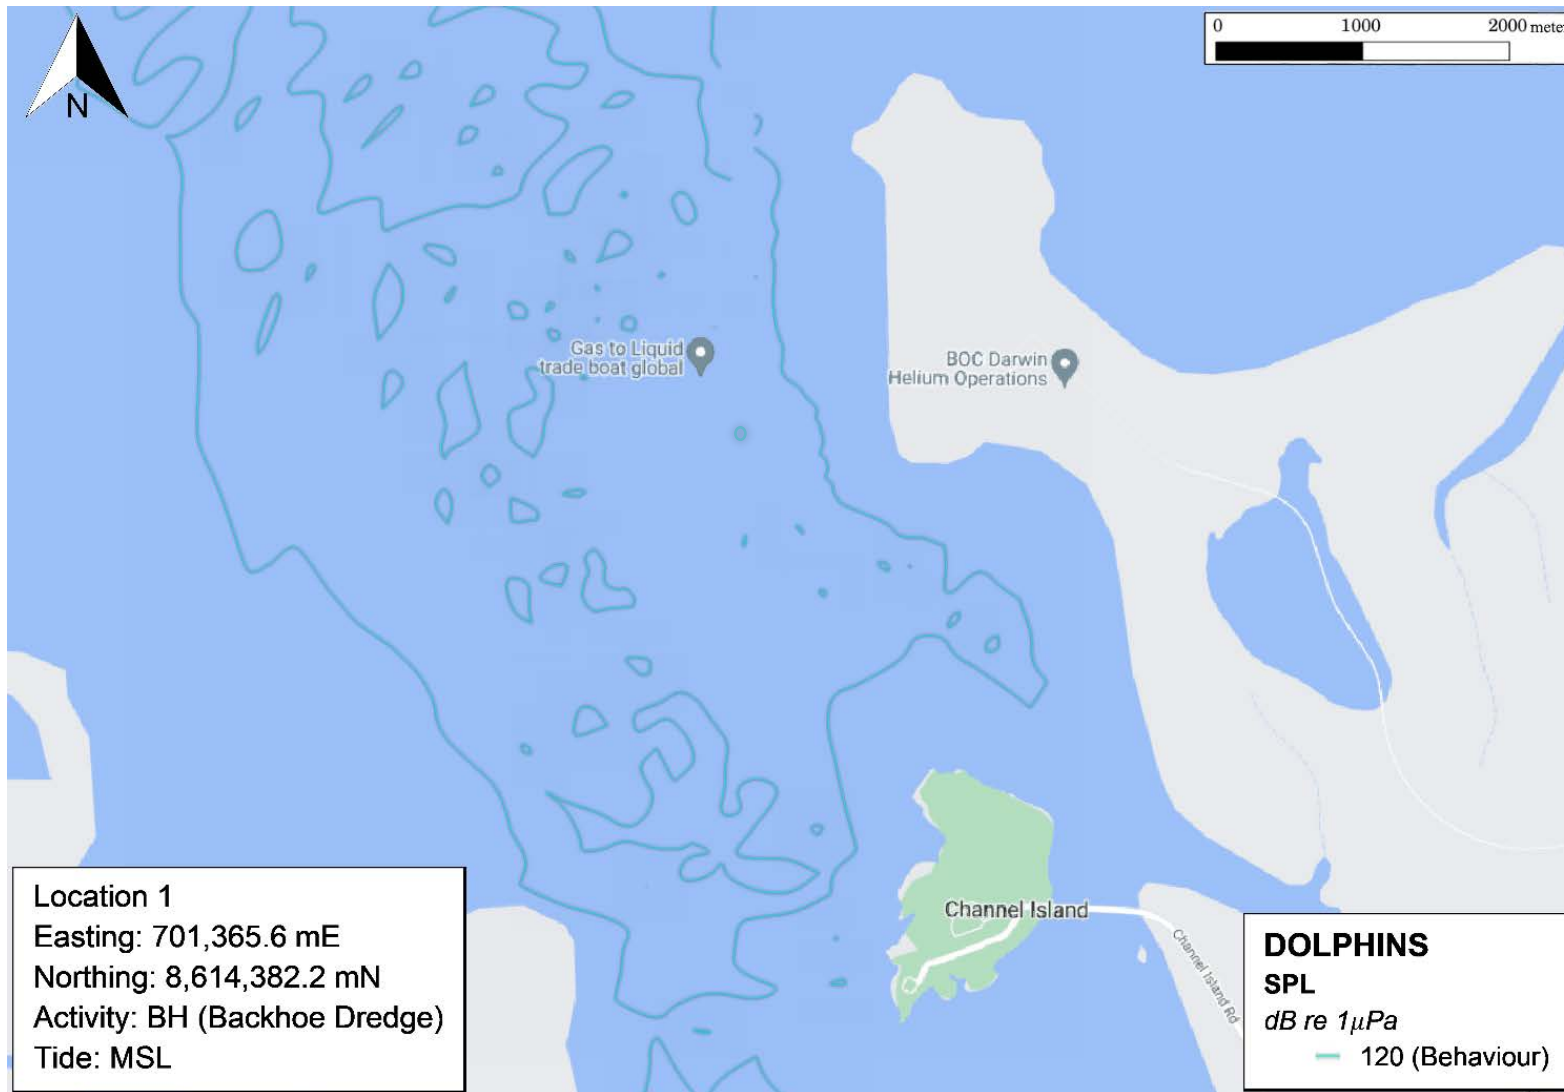 0 1000 2000 mete
N
Gas to Liquid
trade boat global
BOC Darwin
Helium Operations
Channel Island
Channel Island Rd
Location 1
Easting: 701,365.6 mE
Northing: 8,614,382.2 mN
Activity: BH (Backhoe Dredge)
Tide: MSL
DOLPHINS
SPL
dB re 1μPa
120 (Behaviour)